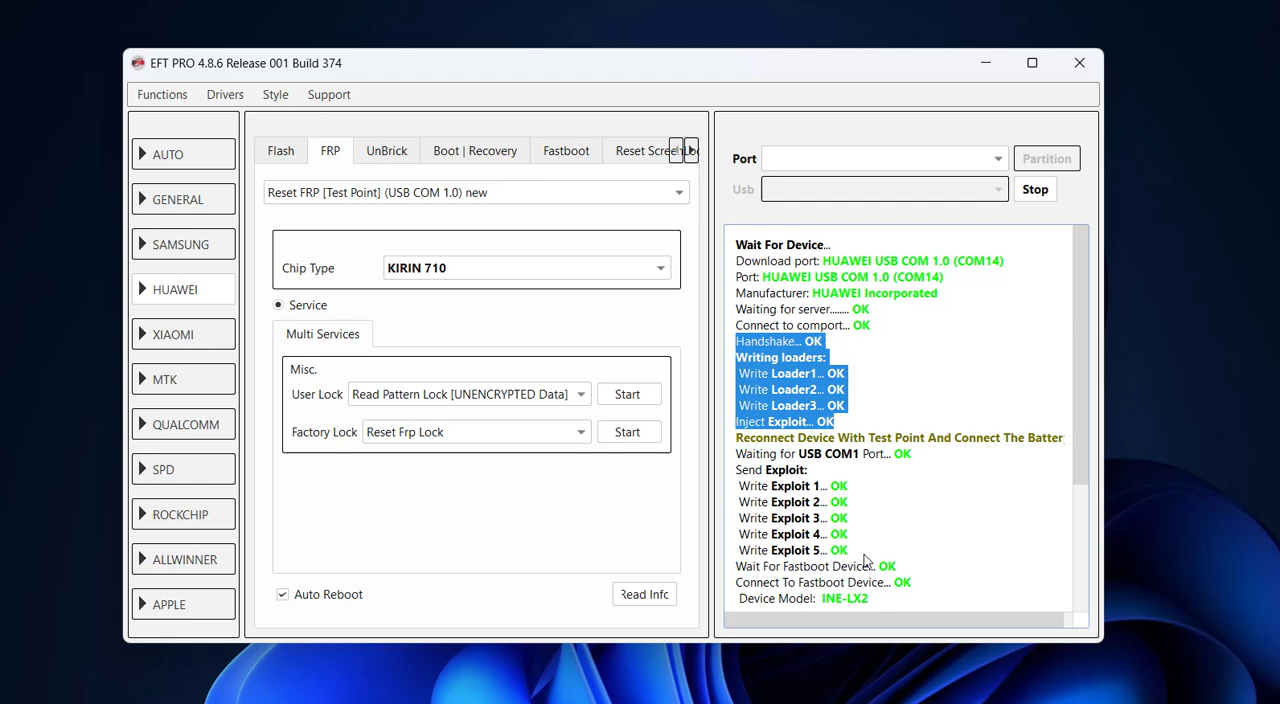 EFT PRO 4.8.6 Release 001 Build 374
Functions Drivers Style Support
AUTO
GENERAL
SAMSUNG
HUAWEI
XIAOMI
MTK
QUALCOMM
SPD
ROCKCHIP
ALLWINNER
APPLE
Flash FRP UnBrick Boot | Recovery Fastboot Reset Screen
Reset FRP [Test Point] (USB COM 1.0) new
Chip Type KIRIN 710
Service
Multi Services
Misc.
User Lock Read Pattern Lock [UNENCRYPTED Data] Start
Factory Lock Reset Frp Lock Start
Auto Reboot Read Info
Port Partition
Usb Stop
Wait For Device...
Download port: HUAWEI USB COM 1.0 (COM14)
Port: HUAWEI USB COM 1.0 (COM14)
Manufacturer: HUAWEI Incorporated
Waiting for server........ OK
Connect to comport... OK
Handshake... OK
Writing loaders:
Write Loader1... OK
Write Loader2... OK
Write Loader3... OK
Inject Exploit... OK
Reconnect Device With Test Point And Connect The Batter
Waiting for USB COM1 Port... OK
Send Exploit:
Write Exploit 1... OK
Write Exploit 2... OK
Write Exploit 3... OK
Write Exploit 4... OK
Write Exploit 5... OK
Wait For Fastboot Device... OK
Connect To Fastboot Device... OK
Device Model: INE-LX2